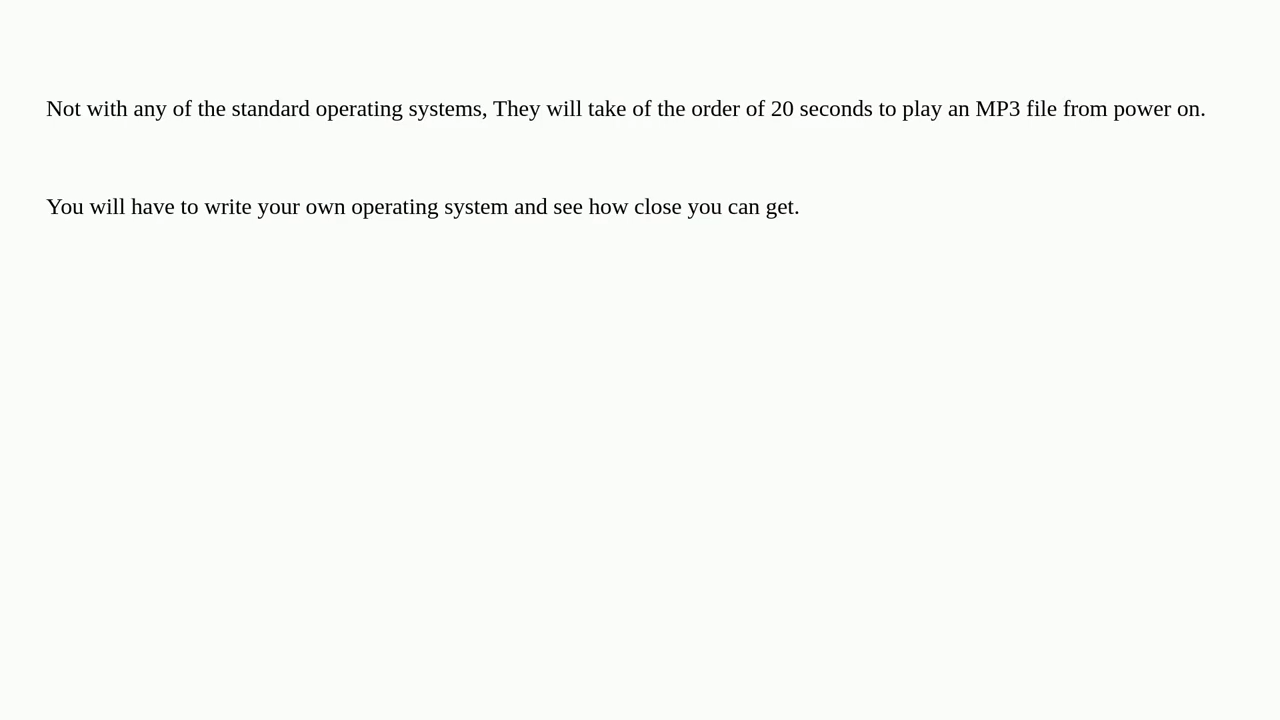 Not with any of the standard operating systems, They will take of the order of 20 seconds to play an MP3 file from power on.
You will have to write your own operating system and see how close you can get.